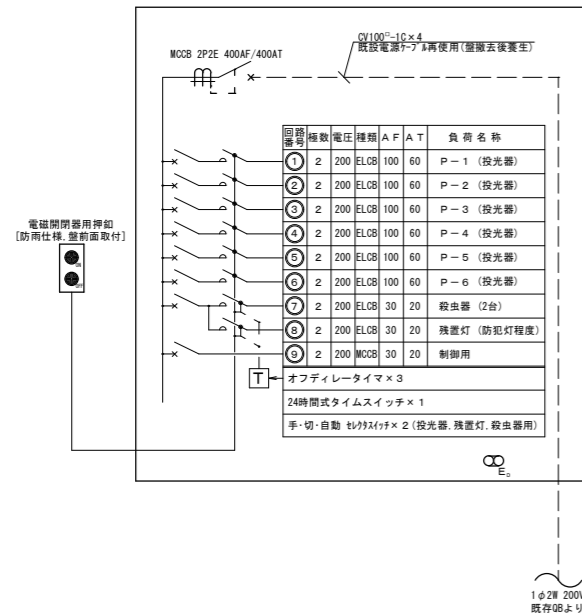 CV100□-1C×4
既設電源ケーブル再使用(盤撤去後養生)
MCCB 2P2E 400AF/400AT
回路番号 極数 電圧 種類 AF AT 負荷名称
① 2 200 ELCB 100 60 P-1 (投光器)
② 2 200 ELCB 100 60 P-2 (投光器)
③ 2 200 ELCB 100 60 P-3 (投光器)
④ 2 200 ELCB 100 60 P-4 (投光器)
⑤ 2 200 ELCB 100 60 P-5 (投光器)
⑥ 2 200 ELCB 100 60 P-6 (投光器)
⑦ 2 200 ELCB 30 20 殺虫器 (2台)
⑧ 2 200 ELCB 30 20 残置灯 (防犯灯程度)
⑨ 2 200 MCCB 30 20 制御用
電磁開閉器用押釦
[防雨仕様.盤前面取付]
ON
OFF
T
オフディレータイマ×3
24時間式タイムスイッチ×1
手・切・自動 セレクタスイッチ×2(投光器.残置灯.殺虫器用)
E_D
1φ2W 200V
既存QBより